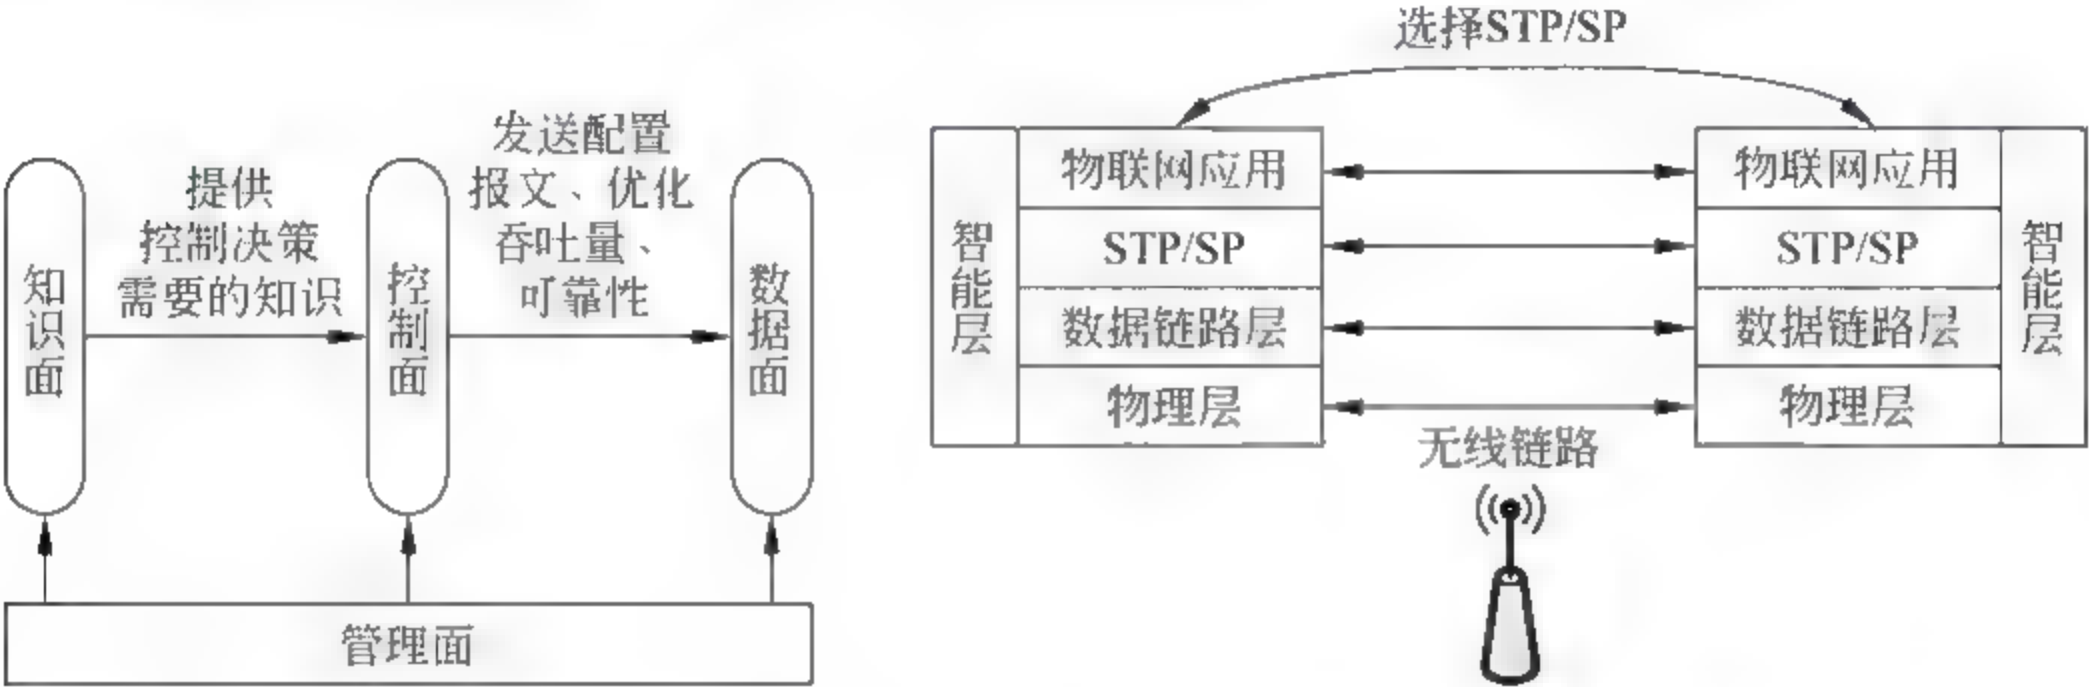 知识面
提供
控制决策
需要的知识
控制面
发送配置
报文、优化
吞吐量、
可靠性
数据面
管理面
选择STP/SP
智能层
物联网应用
STP/SP
数据链路层
物理层
无线链路
物联网应用
STP/SP
数据链路层
物理层
智能层